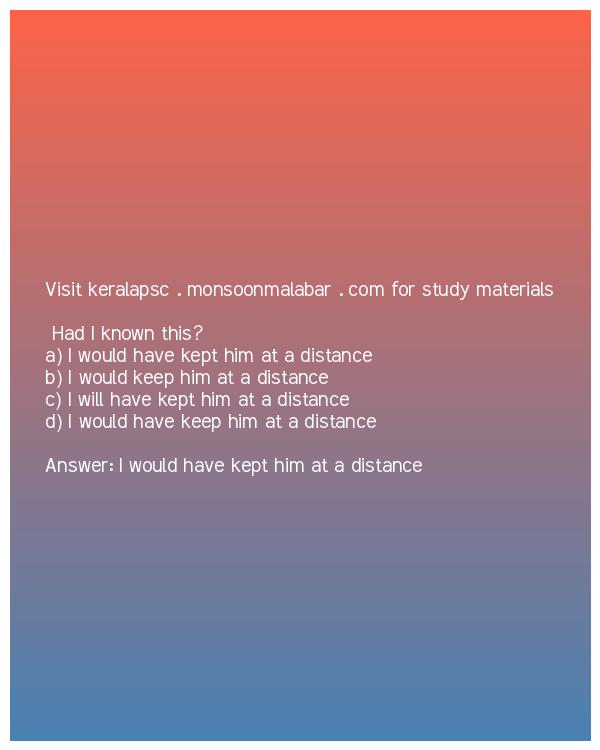 Visit keralapsc . monsoonmalabar . com for study materials
Had I known this?
a) I would have kept him at a distance
b) I would keep him at a distance
c) I will have kept him at a distance
d) I would have keep him at a distance
Answer: I would have kept him at a distance